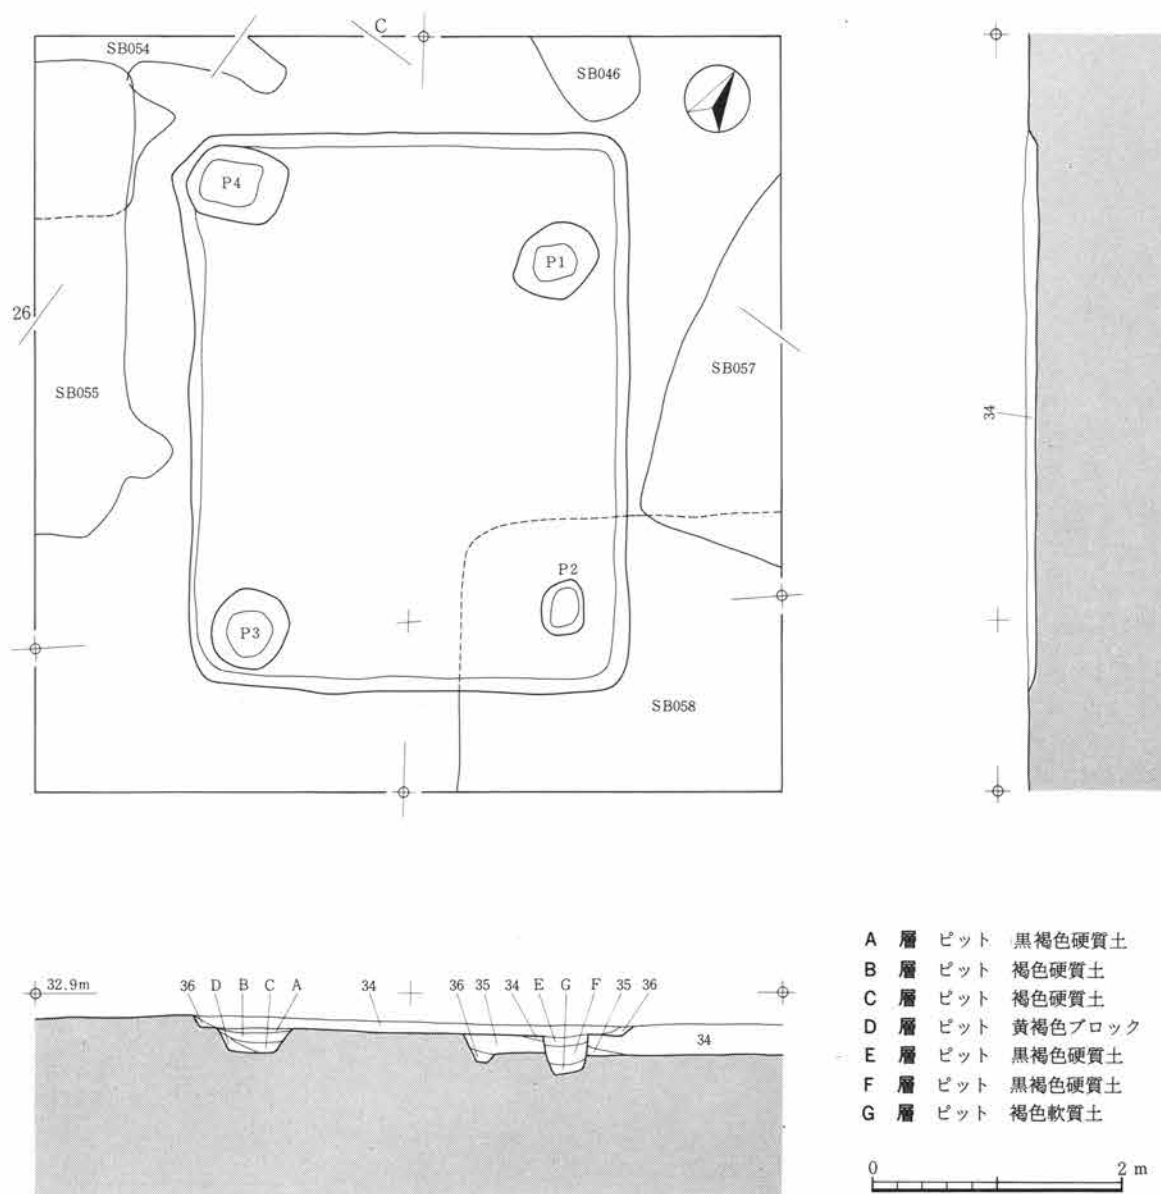 C
SB054
SB046
P4
P1
26
SB057
SB055
34
P2
P3
SB058
32.9m
36 D B C A 34 36 35 34 E G F 35 36
34
A 層 ピット 黒褐色硬質土
B 層 ピット 褐色硬質土
C 層 ピット 褐色硬質土
D 層 ピット 黄褐色ブロック
E 層 ピット 黒褐色硬質土
F 層 ピット 黒褐色硬質土
G 層 ピット 褐色軟質土
0 2 m